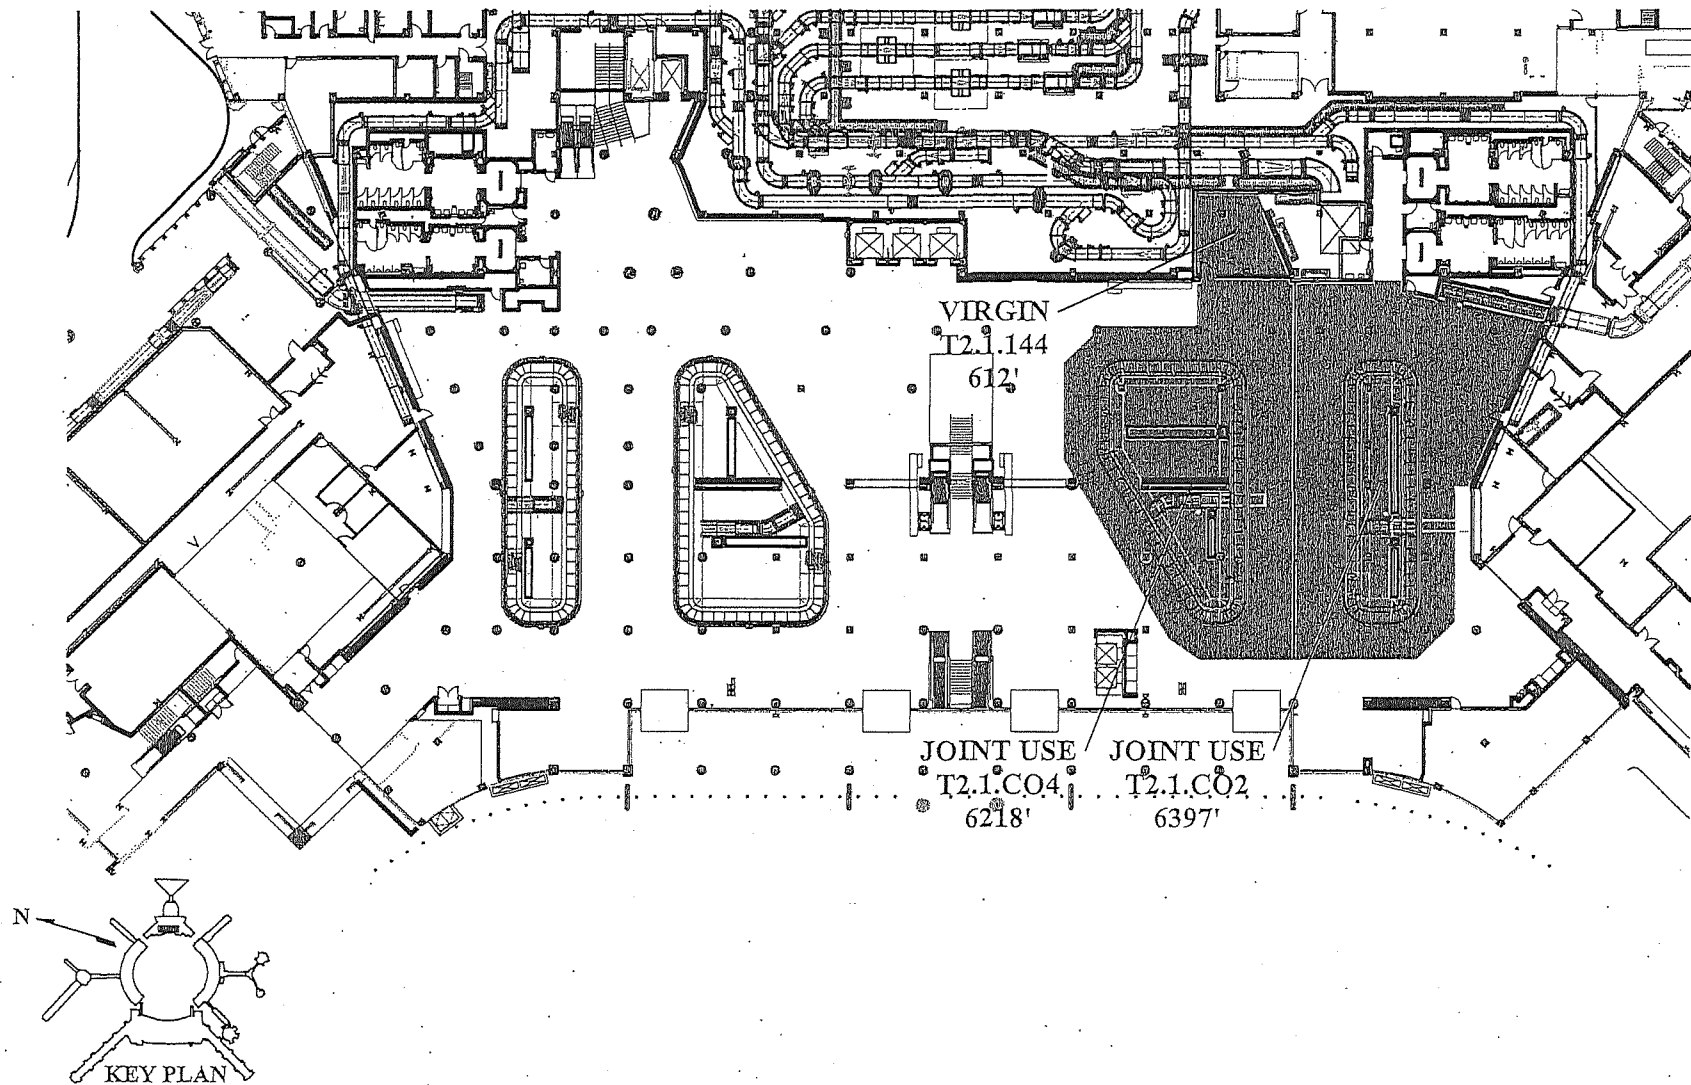 VIRGIN
T2.1.144
612'
JOINT USE
T2.1.CO4
6218'
JOINT USE
T2.1.CO2
6397'
N
KEY PLAN